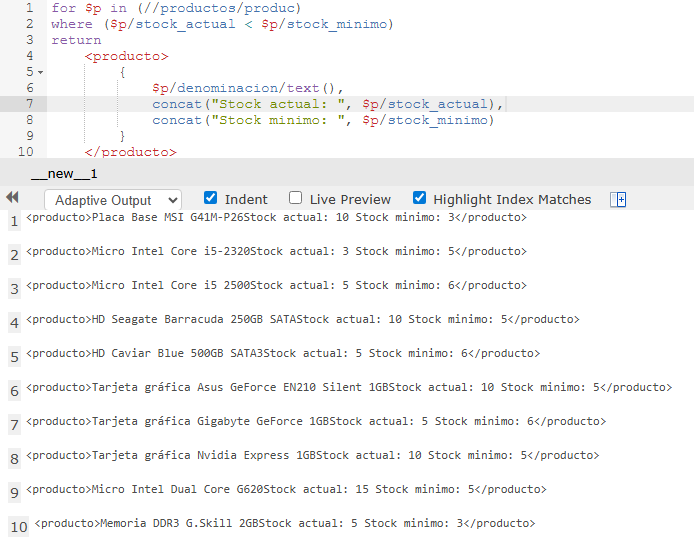 1 for $p in (//productos/produc)
2 where ($p/stock_actual < $p/stock_minimo)
3 return
4 <producto>
5 {
6 $p/denominacion/text(),
7 concat("Stock actual: ", $p/stock_actual),
8 concat("Stock minimo: ", $p/stock_minimo)
9 }
10 </producto>
__new__1
Adaptive Output Indent Live Preview Highlight Index Matches
1 <producto>Placa Base MSI G41M-P26Stock actual: 10 Stock minimo: 3</producto>
2 <producto>Micro Intel Core i5-2320Stock actual: 3 Stock minimo: 5</producto>
3 <producto>Micro Intel Core i5 2500Stock actual: 5 Stock minimo: 6</producto>
4 <producto>HD Seagate Barracuda 250GB SATAStock actual: 10 Stock minimo: 5</producto>
5 <producto>HD Caviar Blue 500GB SATA3Stock actual: 5 Stock minimo: 6</producto>
6 <producto>Tarjeta gráfica Asus GeForce EN210 Silent 1GBStock actual: 10 Stock minimo: 5</producto>
7 <producto>Tarjeta gráfica Gigabyte GeForce 1GBStock actual: 5 Stock minimo: 6</producto>
8 <producto>Tarjeta gráfica Nvidia Express 1GBStock actual: 10 Stock minimo: 5</producto>
9 <producto>Micro Intel Dual Core G620Stock actual: 15 Stock minimo: 5</producto>
10 <producto>Memoria DDR3 G.Skill 2GBStock actual: 5 Stock minimo: 3</producto>